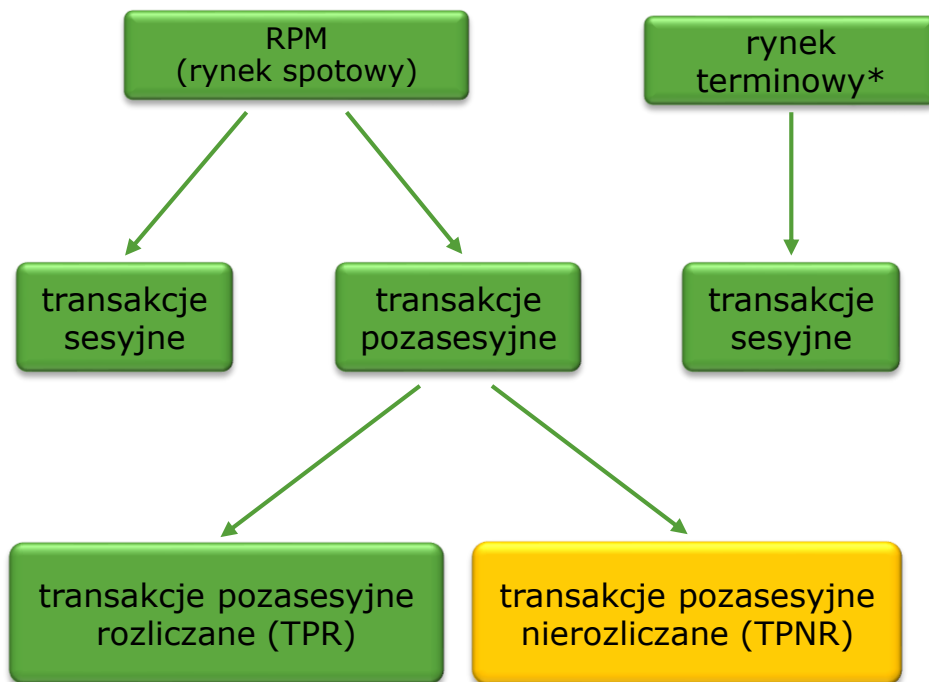 RPM
(rynek spotowy)
rynek
terminowy*
transakcje
sesyjne
transakcje
pozasesyjne
transakcje
sesyjne
transakcje pozasesyjne
rozliczane (TPR)
transakcje pozasesyjne
nierozliczane (TPNR)